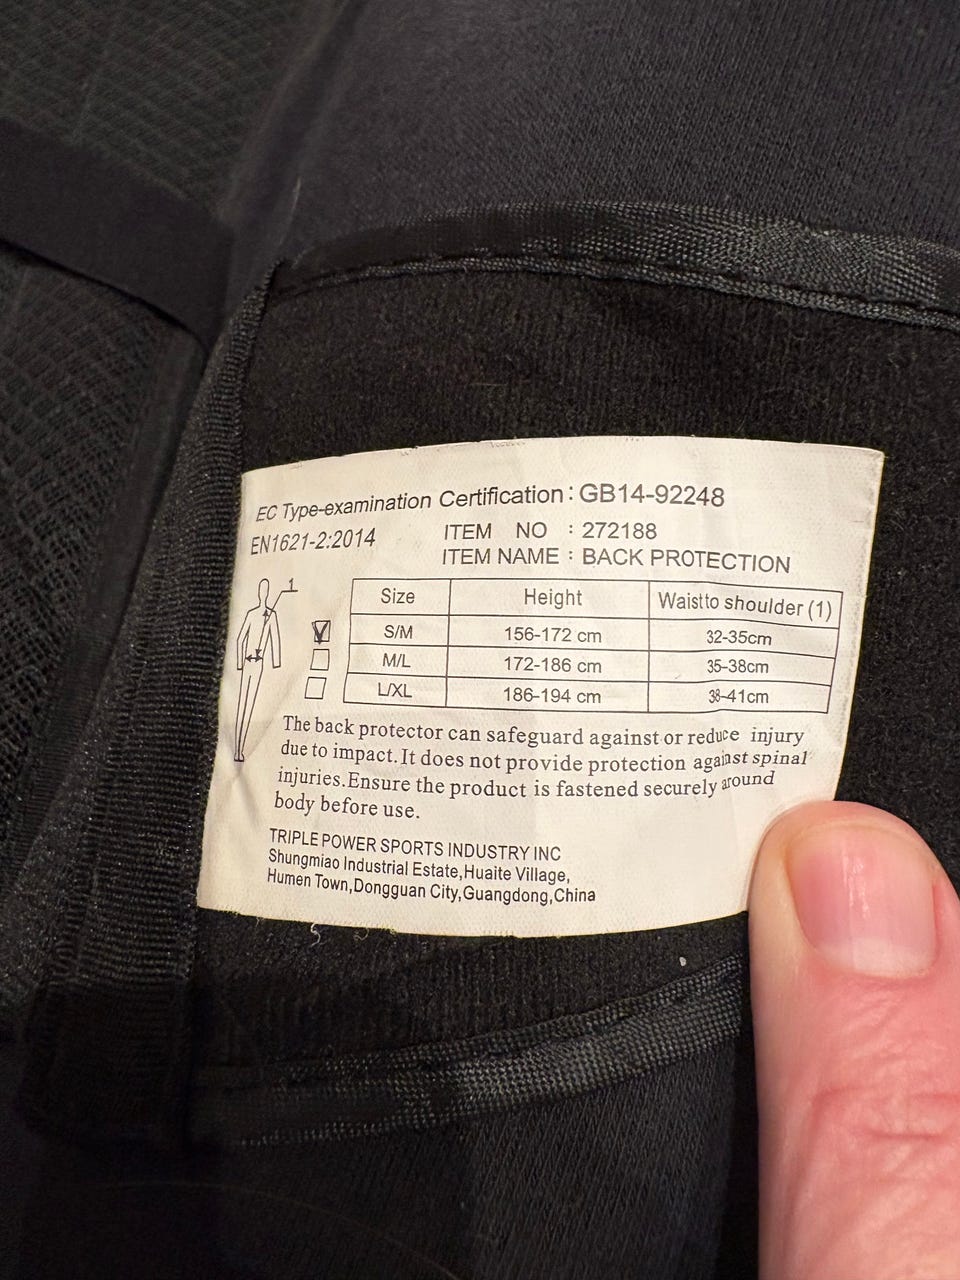 EC Type-examination Certification: GB14-92248
EN1621-2:2014
ITEM NO : 272188
ITEM NAME : BACK PROTECTION
1
Size Height Waistto shoulder (1)
S/M 156-172 cm 32-35cm
M/L 172-186 cm 35-38cm
L/XL 186-194 cm 38-41cm
The back protector can safeguard against or reduce injury
due to impact.It does not provide protection against spinal
injuries.Ensure the product is fastened securely around
body before use.
TRIPLE POWER SPORTS INDUSTRY INC
Shungmiao Industrial Estate,Huaite Village,
Humen Town,Dongguan City,Guangdong,China